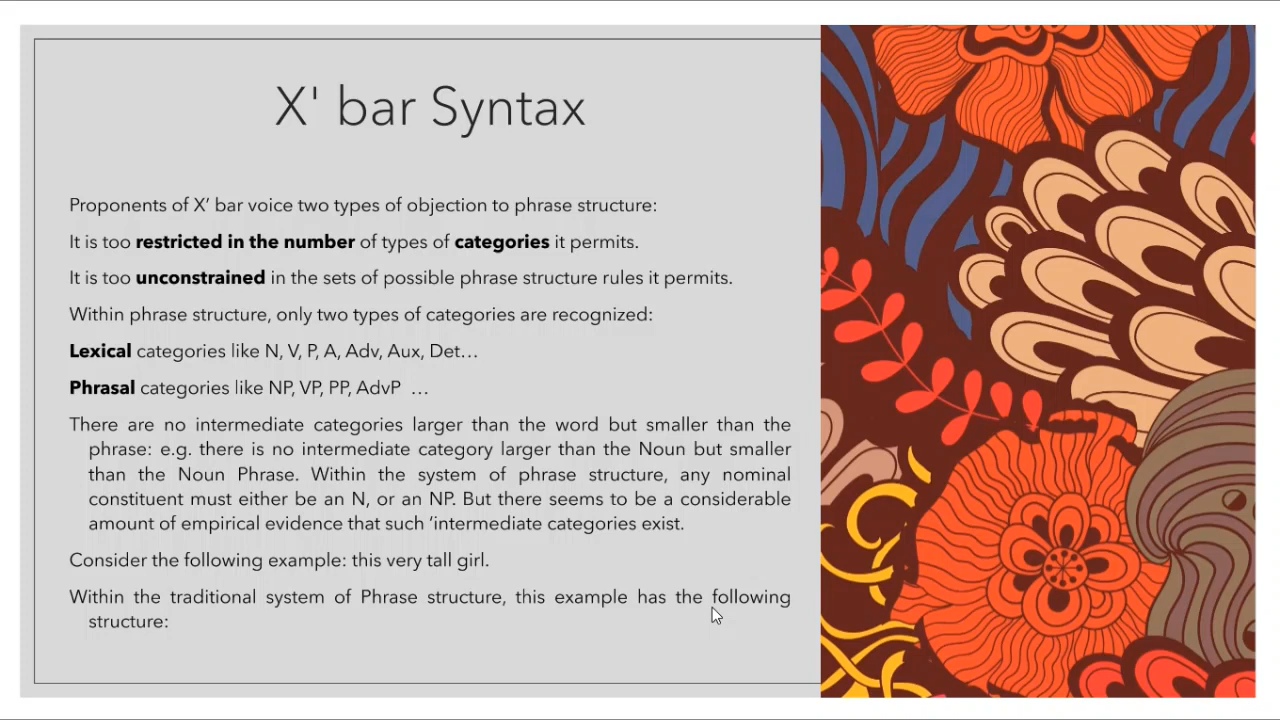 X' bar Syntax
Proponents of X’ bar voice two types of objection to phrase structure:
It is too restricted in the number of types of categories it permits.
It is too unconstrained in the sets of possible phrase structure rules it permits.
Within phrase structure, only two types of categories are recognized:
Lexical categories like N, V, P, A, Adv, Aux, Det…
Phrasal categories like NP, VP, PP, AdvP …
There are no intermediate categories larger than the word but smaller than the
phrase: e.g. there is no intermediate category larger than the Noun but smaller
than the Noun Phrase. Within the system of phrase structure, any nominal
constituent must either be an N, or an NP. But there seems to be a considerable
amount of empirical evidence that such ‘intermediate categories exist.
Consider the following example: this very tall girl.
Within the traditional system of Phrase structure, this example has the following
structure: